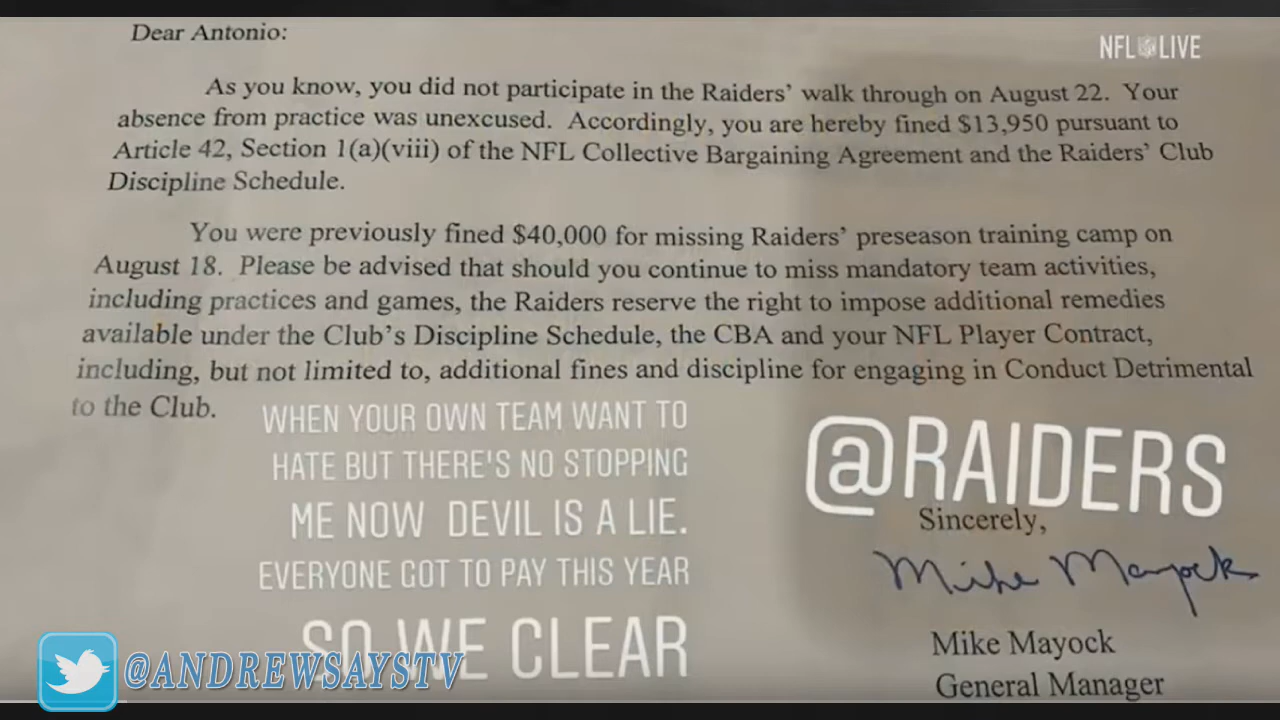 Dear Antonio:
NFL LIVE
As you know, you did not participate in the Raiders' walk through on August 22. Your
absence from practice was unexcused. Accordingly, you are hereby fined $13,950 pursuant to
Article 42, Section 1(a)(viii) of the NFL Collective Bargaining Agreement and the Raiders' Club
Discipline Schedule.
You were previously fined $40,000 for missing Raiders' preseason training camp on
August 18. Please be advised that should you continue to miss mandatory team activities,
including practices and games, the Raiders reserve the right to impose additional remedies
available under the Club's Discipline Schedule, the CBA and your NFL Player Contract,
including, but not limited to, additional fines and discipline for engaging in Conduct Detrimental
to the Club.
WHEN YOUR OWN TEAM WANT TO
HATE BUT THERE'S NO STOPPING
ME NOW DEVIL IS A LIE.
EVERYONE GOT TO PAY THIS YEAR
SO WE CLEAR
@RAIDERS
Sincerely,
Mike Mayock
Mike Mayock
General Manager
@ANDREWSAYSTV